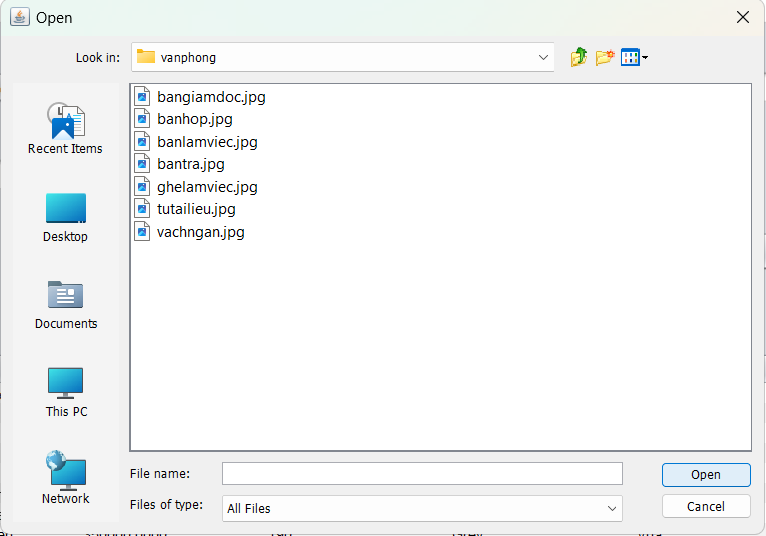 Open
Look in:
vanphong
bangiamdoc.jpg
banhop.jpg
banlamviec.jpg
bantra.jpg
ghelamviec.jpg
tutailieu.jpg
vachngan.jpg
Recent Items
Desktop
Documents
This PC
Network
File name:
Open
Files of type:
All Files
Cancel